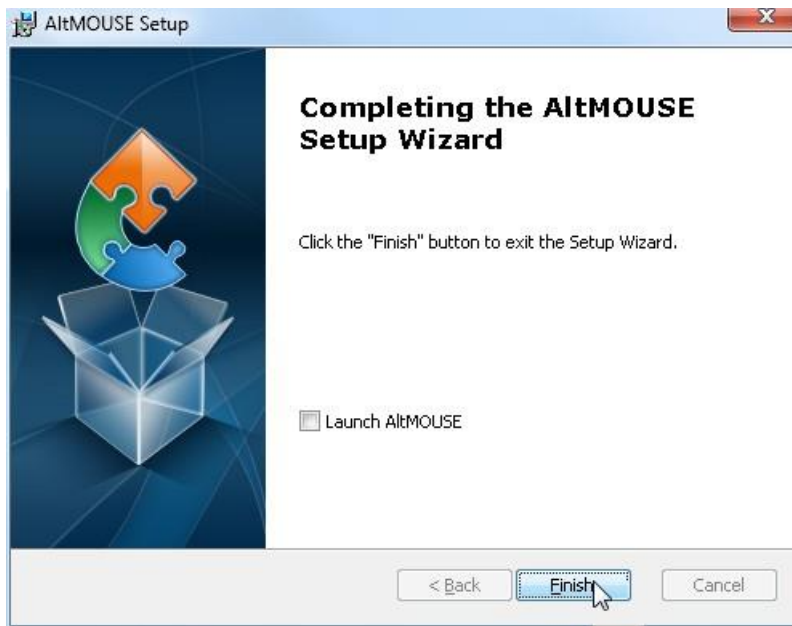 AltMOUSE Setup
Completing the AltMOUSE
Setup Wizard
Click the "Finish" button to exit the Setup Wizard.
Launch AltMOUSE
< Back
Finish
Cancel